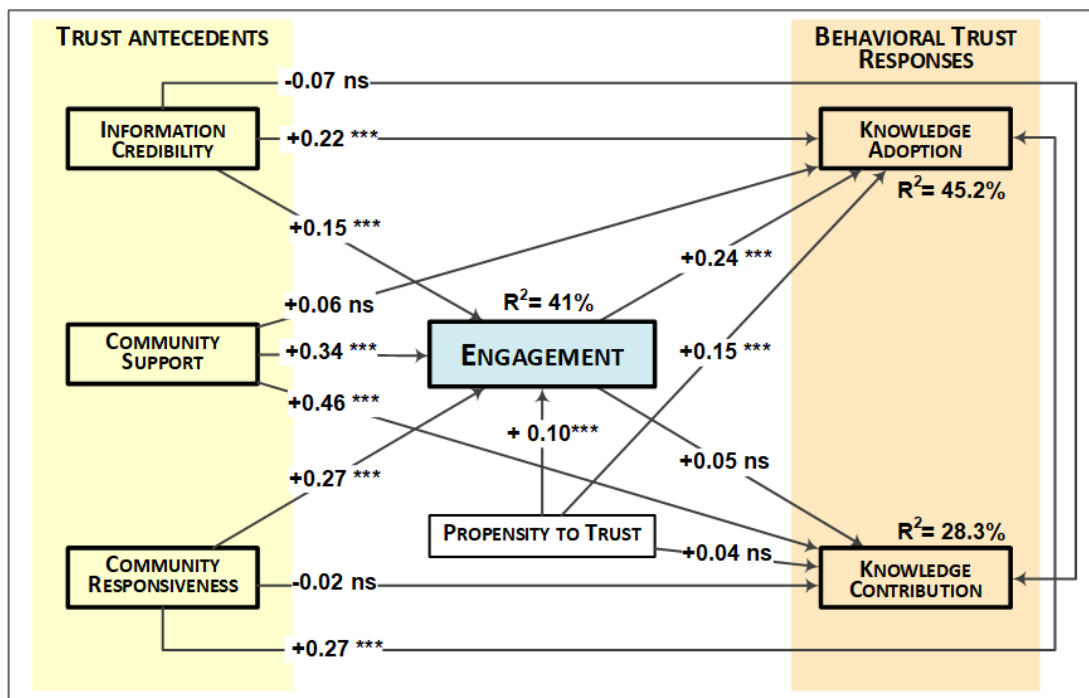 TRUST ANTECEDENTS
BEHAVIORAL TRUST
RESPONSES
-0.07 ns
INFORMATION
CREDIBILITY
+0.22 ***
KNOWLEDGE
ADOPTION
R²= 45.2%
+0.15 ***
+0.24 ***
+0.06 ns
R²= 41%
COMMUNITY
SUPPORT
+0.34 ***
ENGAGEMENT
+0.15 ***
+0.46 ***
+ 0.10***
+0.05 ns
+0.27 ***
PROPENSITY TO TRUST
R²= 28.3%
+0.04 ns
COMMUNITY
RESPONSIVENESS
-0.02 ns
KNOWLEDGE
CONTRIBUTION
+0.27 ***